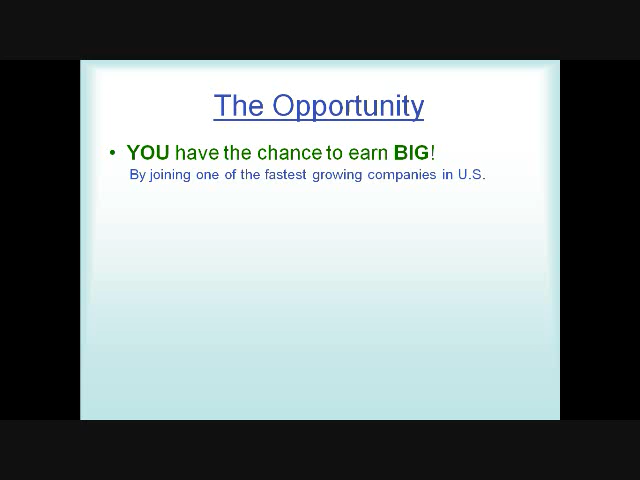 The Opportunity
• YOU have the chance to earn BIG!
By joining one of the fastest growing companies in U.S.